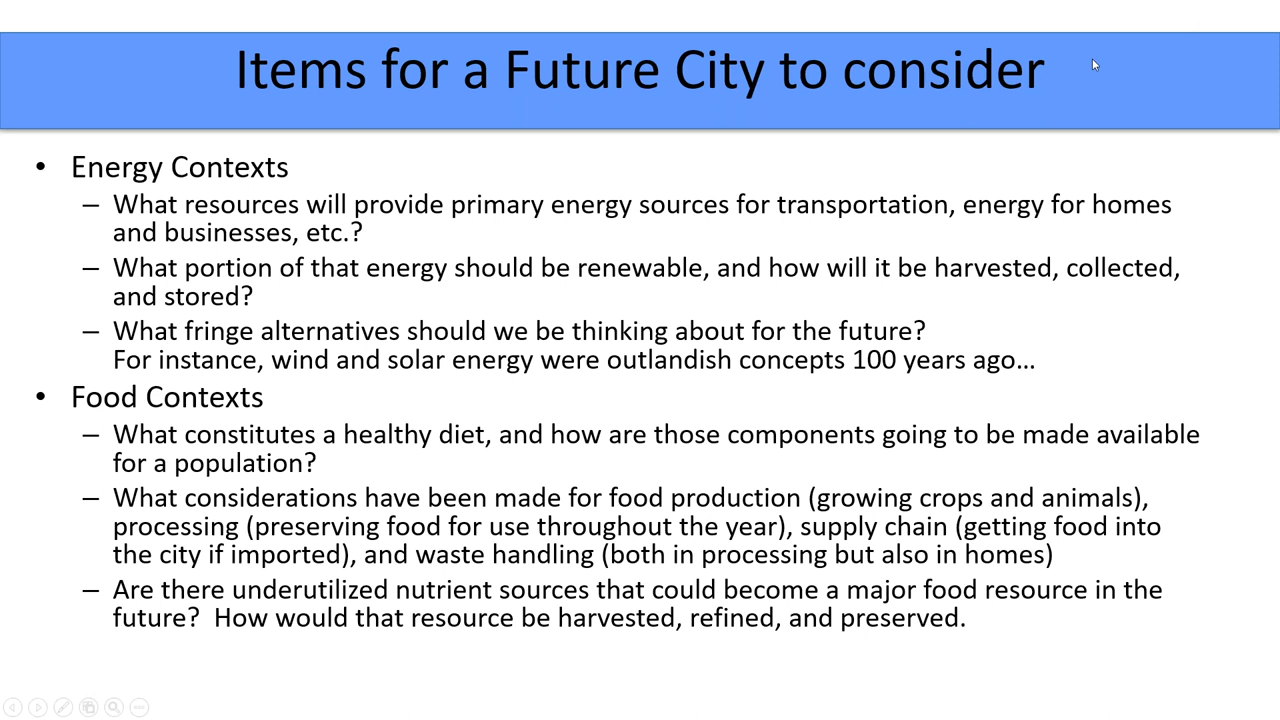 Items for a Future City to consider
• Energy Contexts
– What resources will provide primary energy sources for transportation, energy for homes
and businesses, etc.?
– What portion of that energy should be renewable, and how will it be harvested, collected,
and stored?
– What fringe alternatives should we be thinking about for the future?
For instance, wind and solar energy were outlandish concepts 100 years ago…
• Food Contexts
– What constitutes a healthy diet, and how are those components going to be made available
for a population?
– What considerations have been made for food production (growing crops and animals),
processing (preserving food for use throughout the year), supply chain (getting food into
the city if imported), and waste handling (both in processing but also in homes)
– Are there underutilized nutrient sources that could become a major food resource in the
future?  How would that resource be harvested, refined, and preserved.